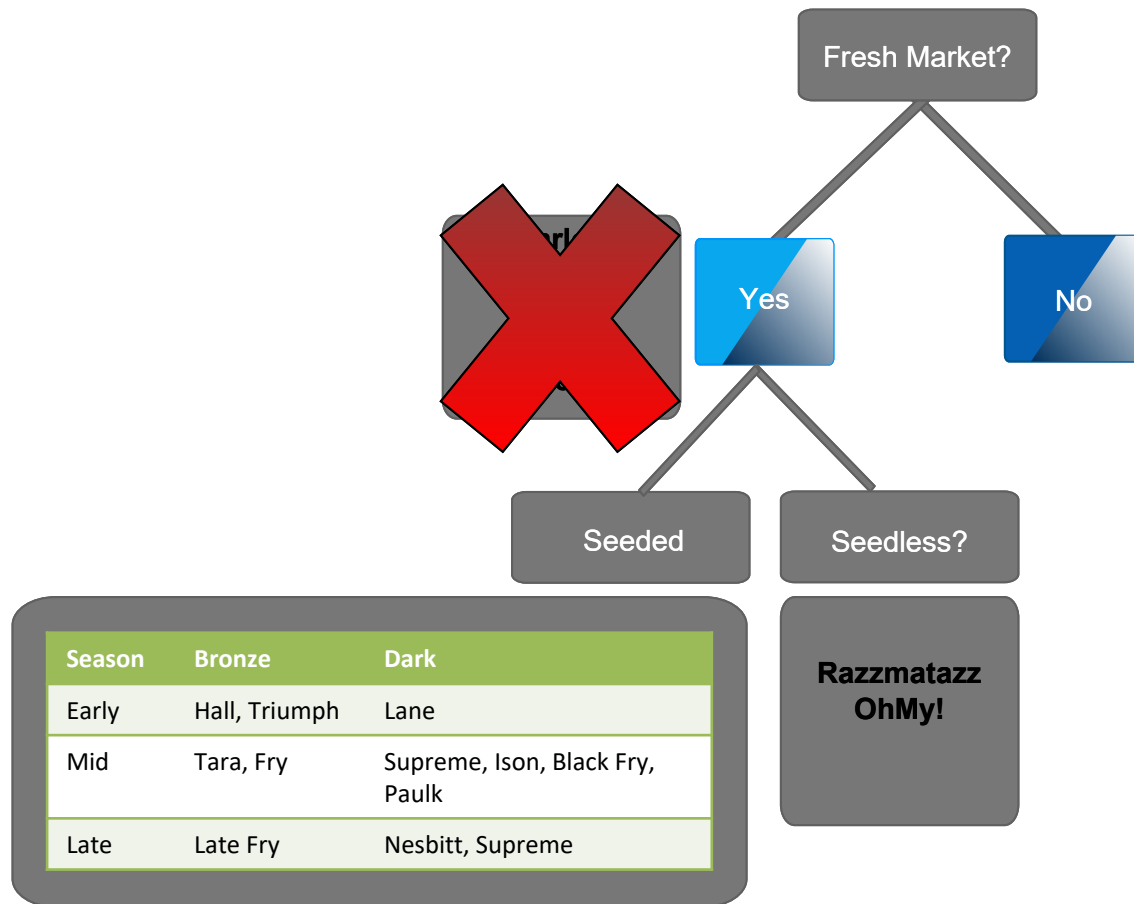 Fresh Market?
Yes
No
Seeded
Seedless?
Season Bronze Dark
Early Hall, Triumph Lane
Mid Tara, Fry Supreme, Ison, Black Fry,
Paulk
Late Late Fry Nesbitt, Supreme
Razzmatazz
OhMy!